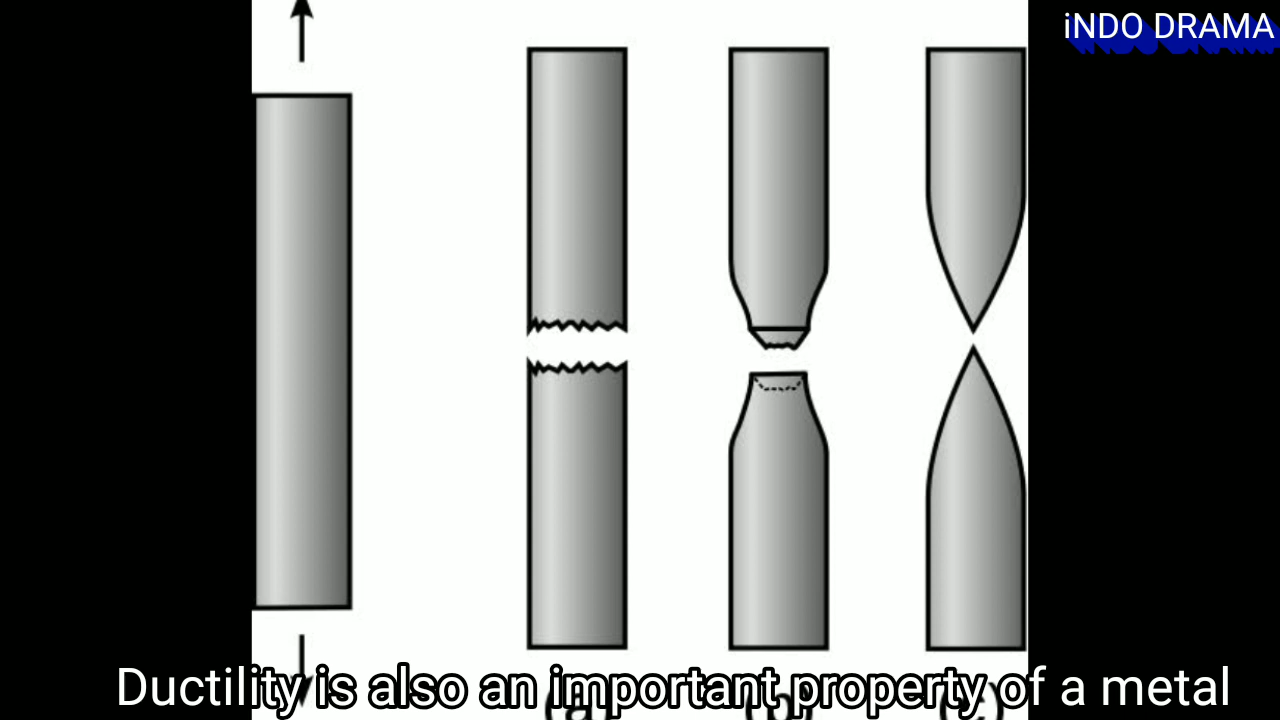 iNDO DRAMA
(a) (b) (c)
Ductility is also an important property of a metal